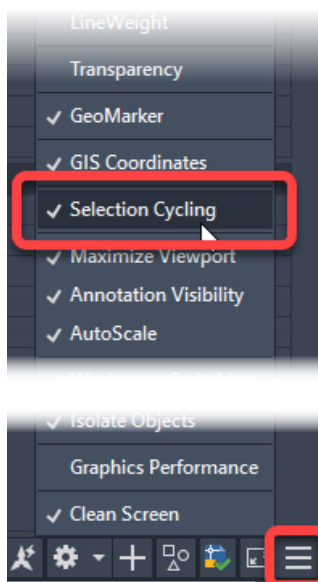 LineWeight
Transparency
GeoMarker
GIS Coordinates
Selection Cycling
Maximize Viewport
Annotation Visibility
AutoScale
Isolate Objects
Graphics Performance
Clean Screen